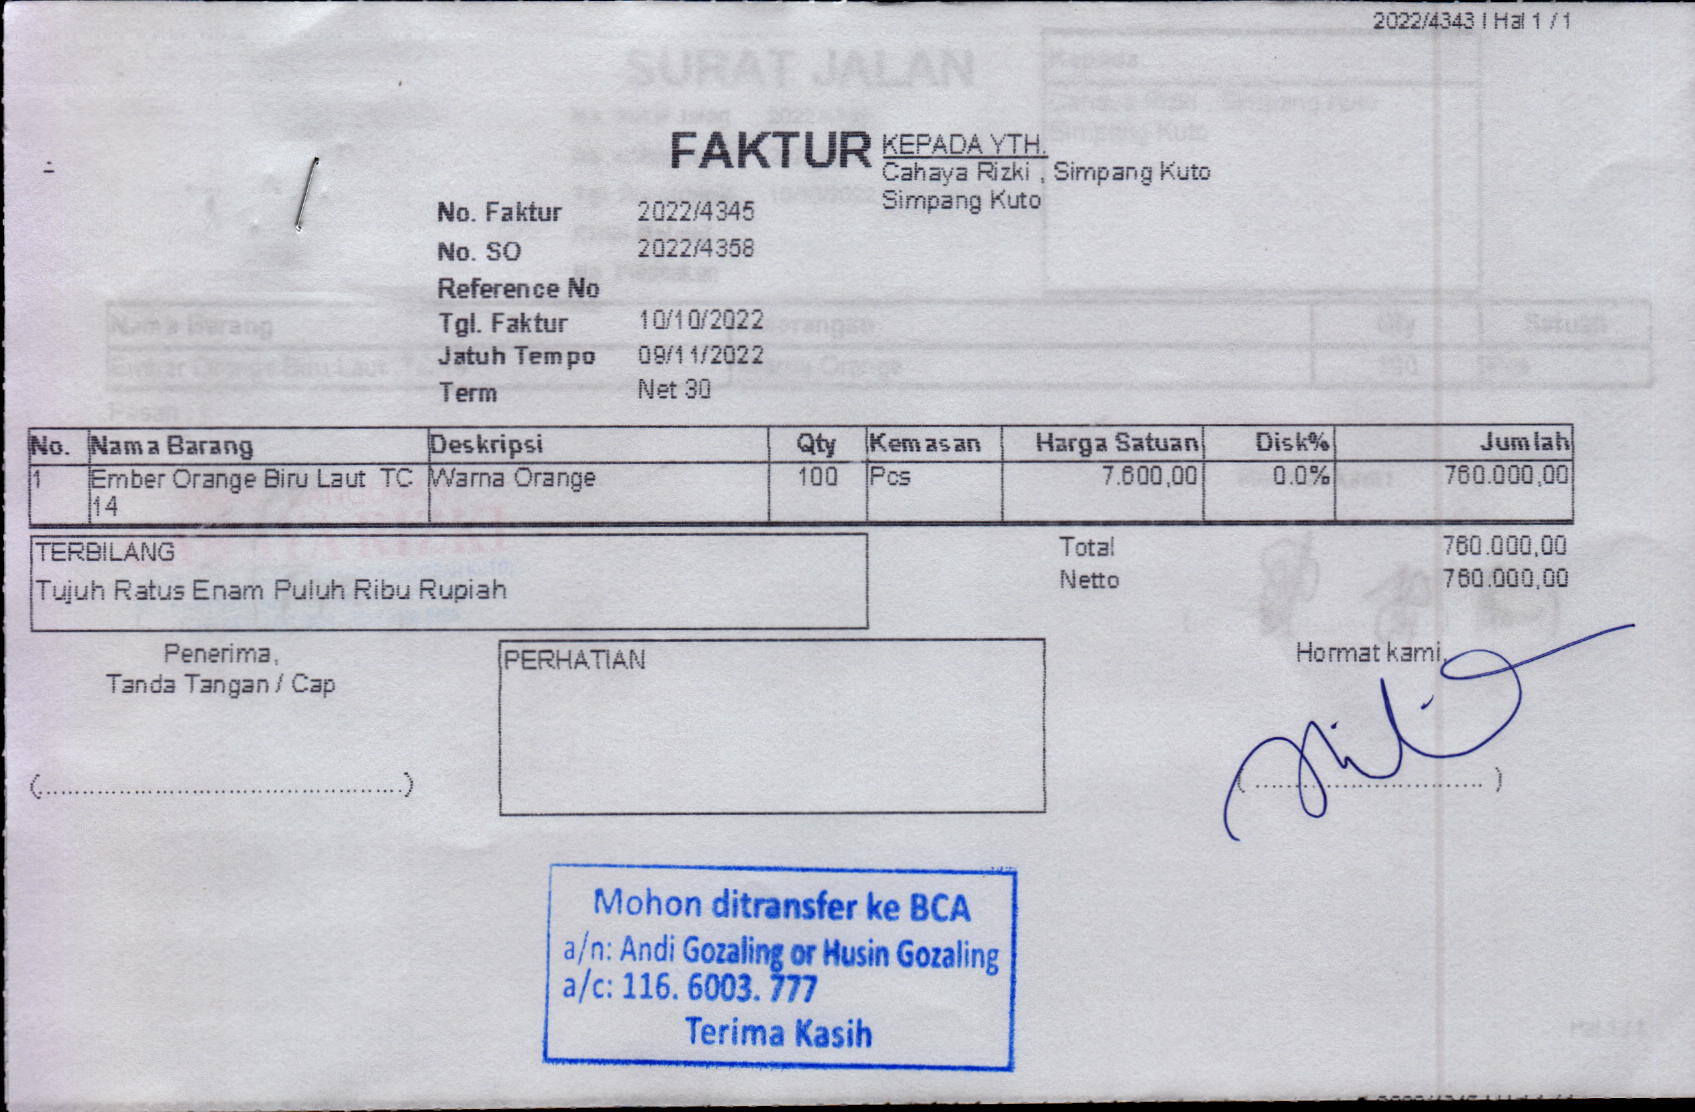 2022/4343 | Hal 1 / 1
SURAT JALAN
FAKTUR
KEPADA YTH.
Cahaya Rizki , Simpang Kuto
Simpang Kuto
No. Faktur 2022/4345
No. SO 2022/4358
Reference No
Tgl. Faktur 10/10/2022
Jatuh Tempo 09/11/2022
Term Net 30
No. Nama Barang Deskripsi Qty Kemasan Harga Satuan Disk% Jumlah
1 Ember Orange Biru Laut TC Warna Orange 100 Pcs 7.600,00 0.0% 760.000,00
14
TERBILANG
Tujuh Ratus Enam Puluh Ribu Rupiah
Total 760.000,00
Netto 760.000,00
Penerima,
Tanda Tangan / Cap
PERHATIAN
Hormat kami,
Mohon ditransfer ke BCA
a/n: Andi Gozaling or Husin Gozaling
a/c: 116. 6003. 777
Terima Kasih